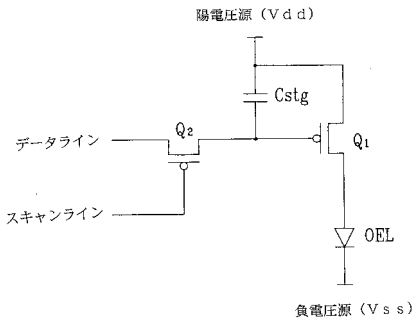 陽電圧源（Vdd）
Cstg
Q2
Q1
データライン
スキャンライン
OEL
負電圧源（Vss）